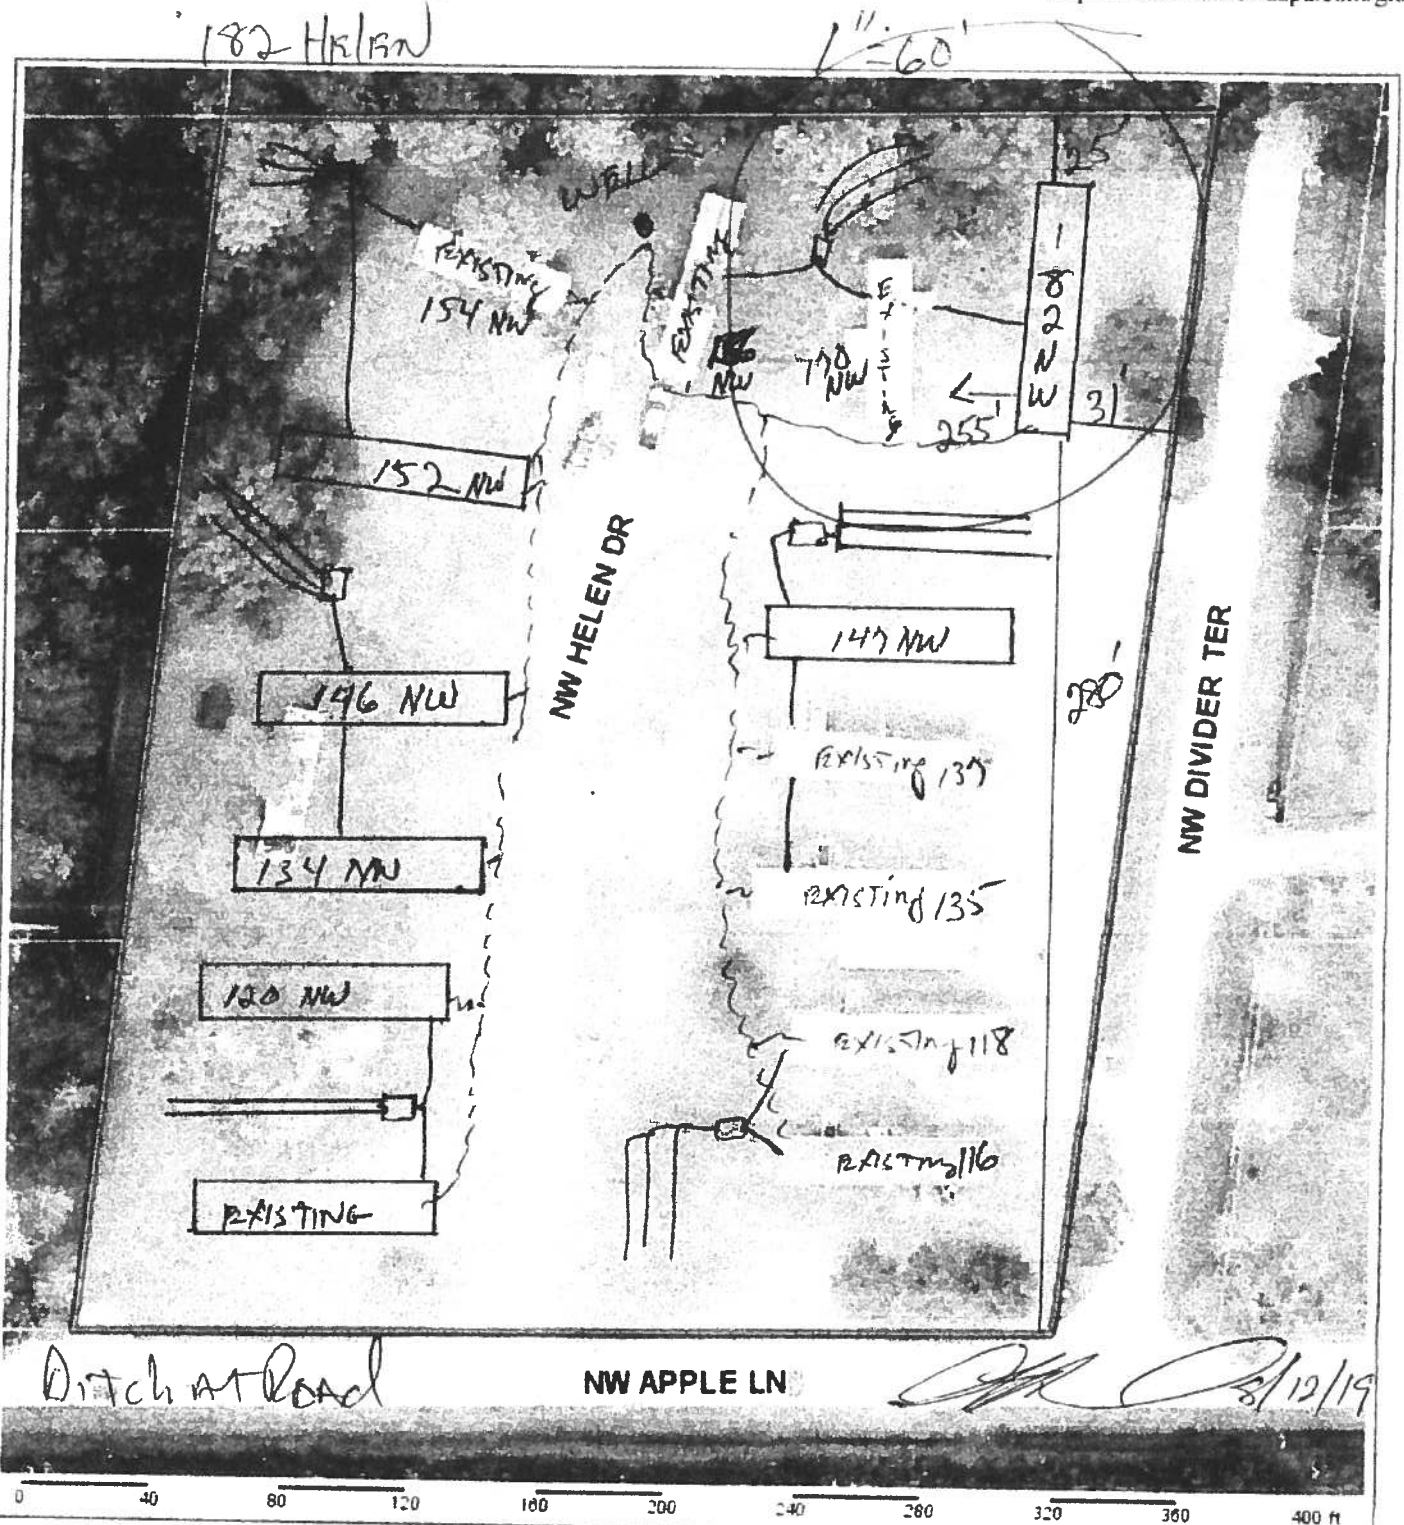 182 HELEN
1"=60'
25'
WELL
EXISTING
154 NW
EXISTING
NW
EXISTING
770
NW
182 NW
255'
31'
152 NW
NW HELEN DR
147 NW
146 NW
280'
NW DIVIDER TER
EXISTING 137
134 NW
EXISTING 135
120 NW
EXISTING 118
EXISTING 116
EXISTING
Ditch AT ROAD
NW APPLE LN
8/12/19
0 40 80 120 160 200 240 280 320 360 400 ft